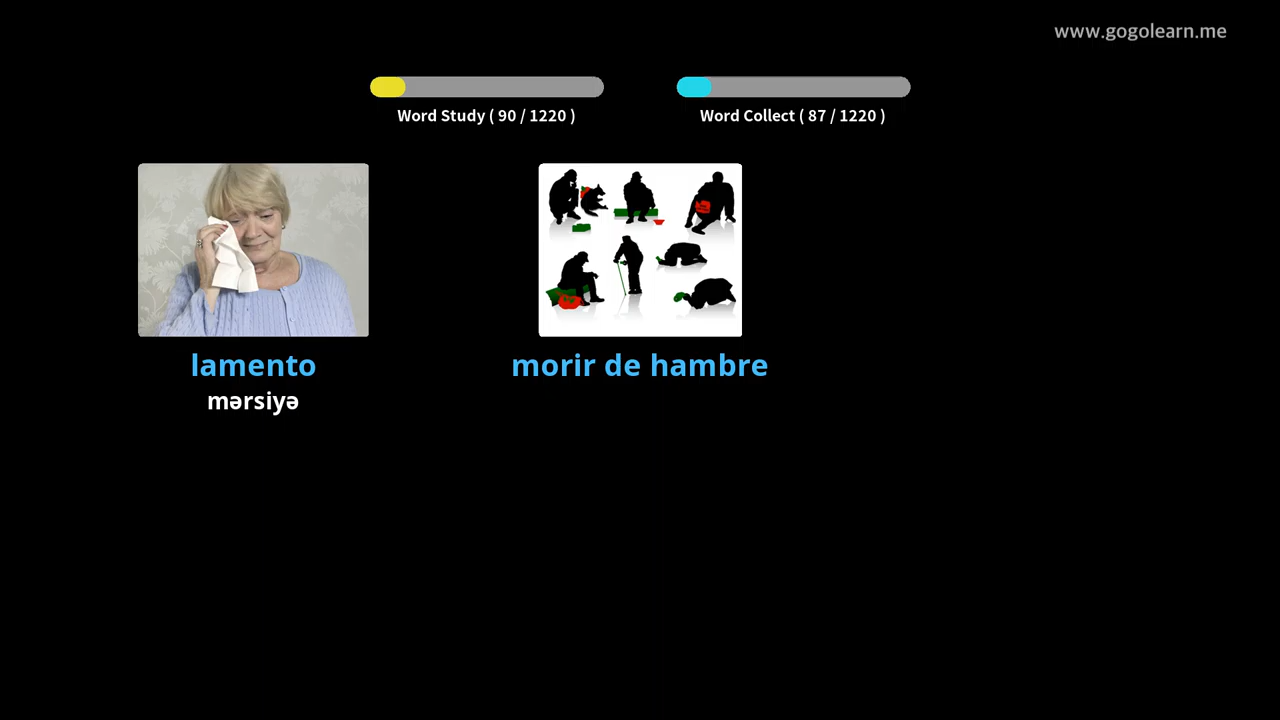 www.gogolearn.me
Word Study ( 90 / 1220 )
Word Collect ( 87 / 1220 )
lamento
mərsiyə
morir de hambre